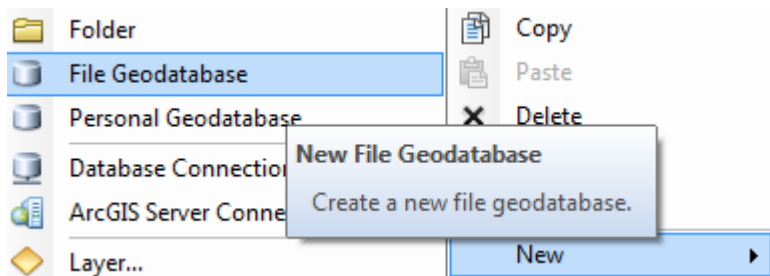 Folder
File Geodatabase
Personal Geodatabase
Database Connection
ArcGIS Server Conne
Layer...
Copy
Paste
Delete
New File Geodatabase
Create a new file geodatabase.
New